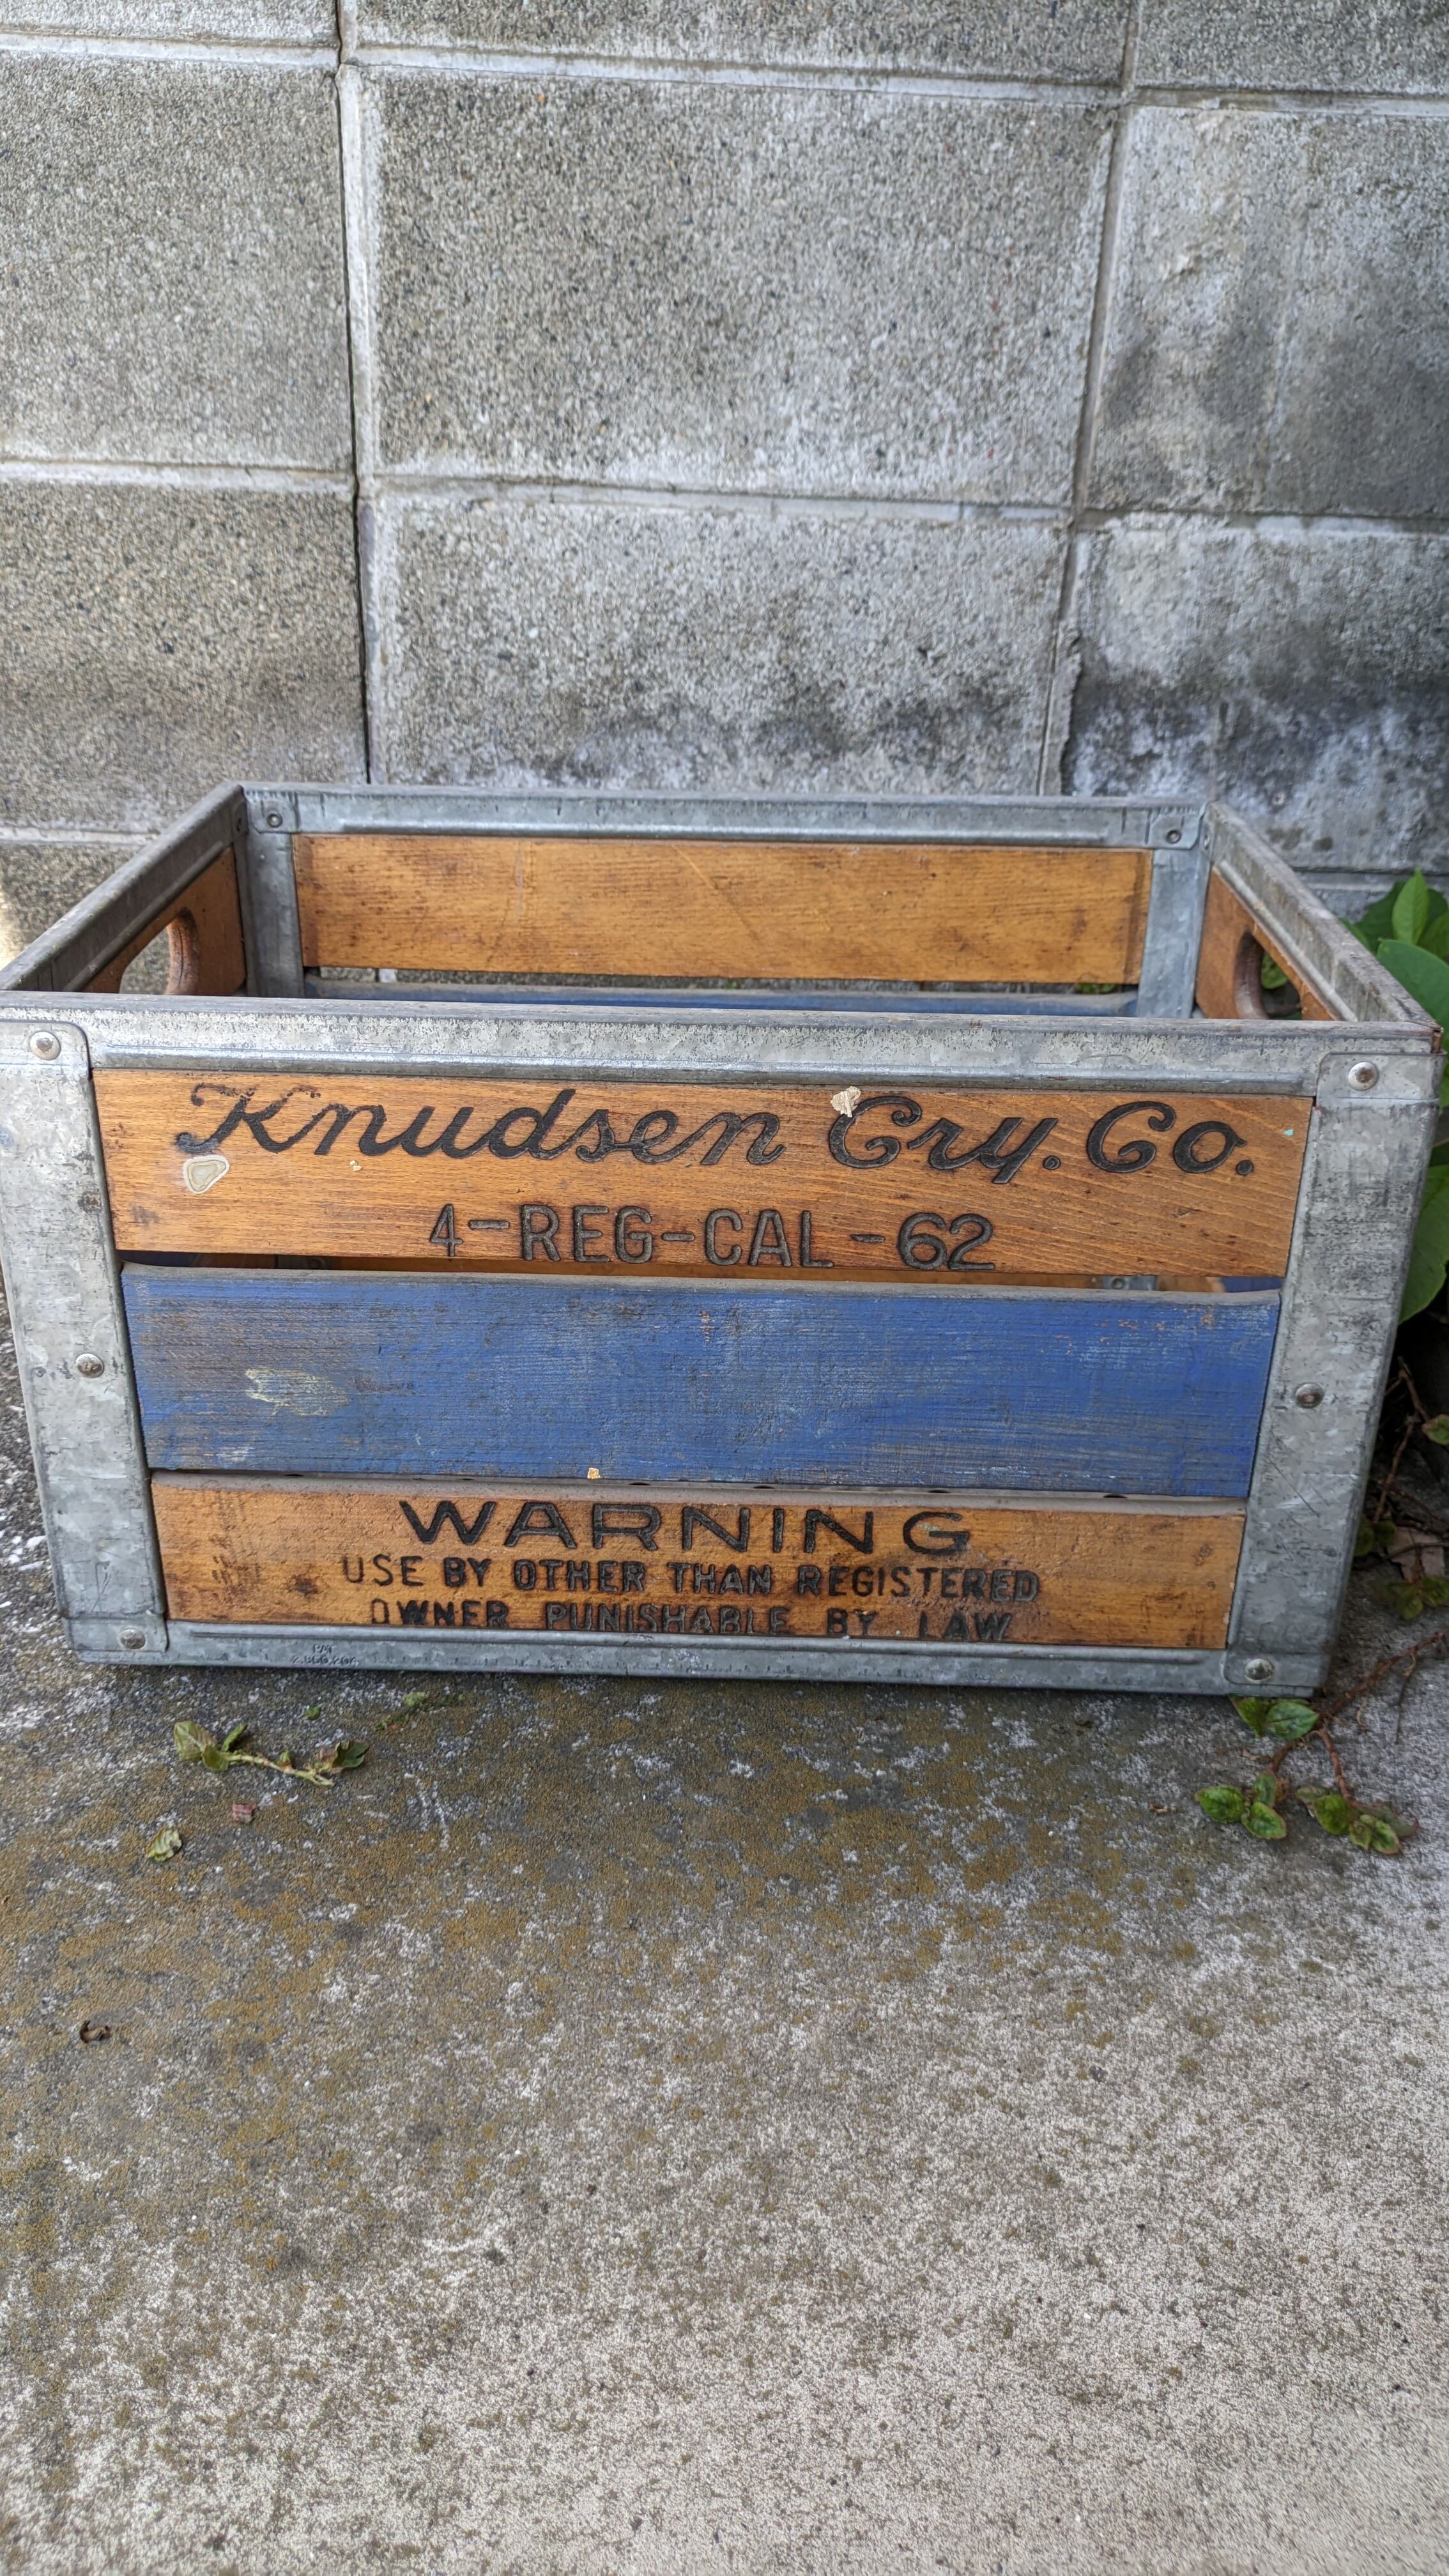 Knudsen Cry. Co.
4-REG-CAL-62
WARNING
USE BY OTHER THAN REGISTERED
OWNER PUNISHABLE BY LAW